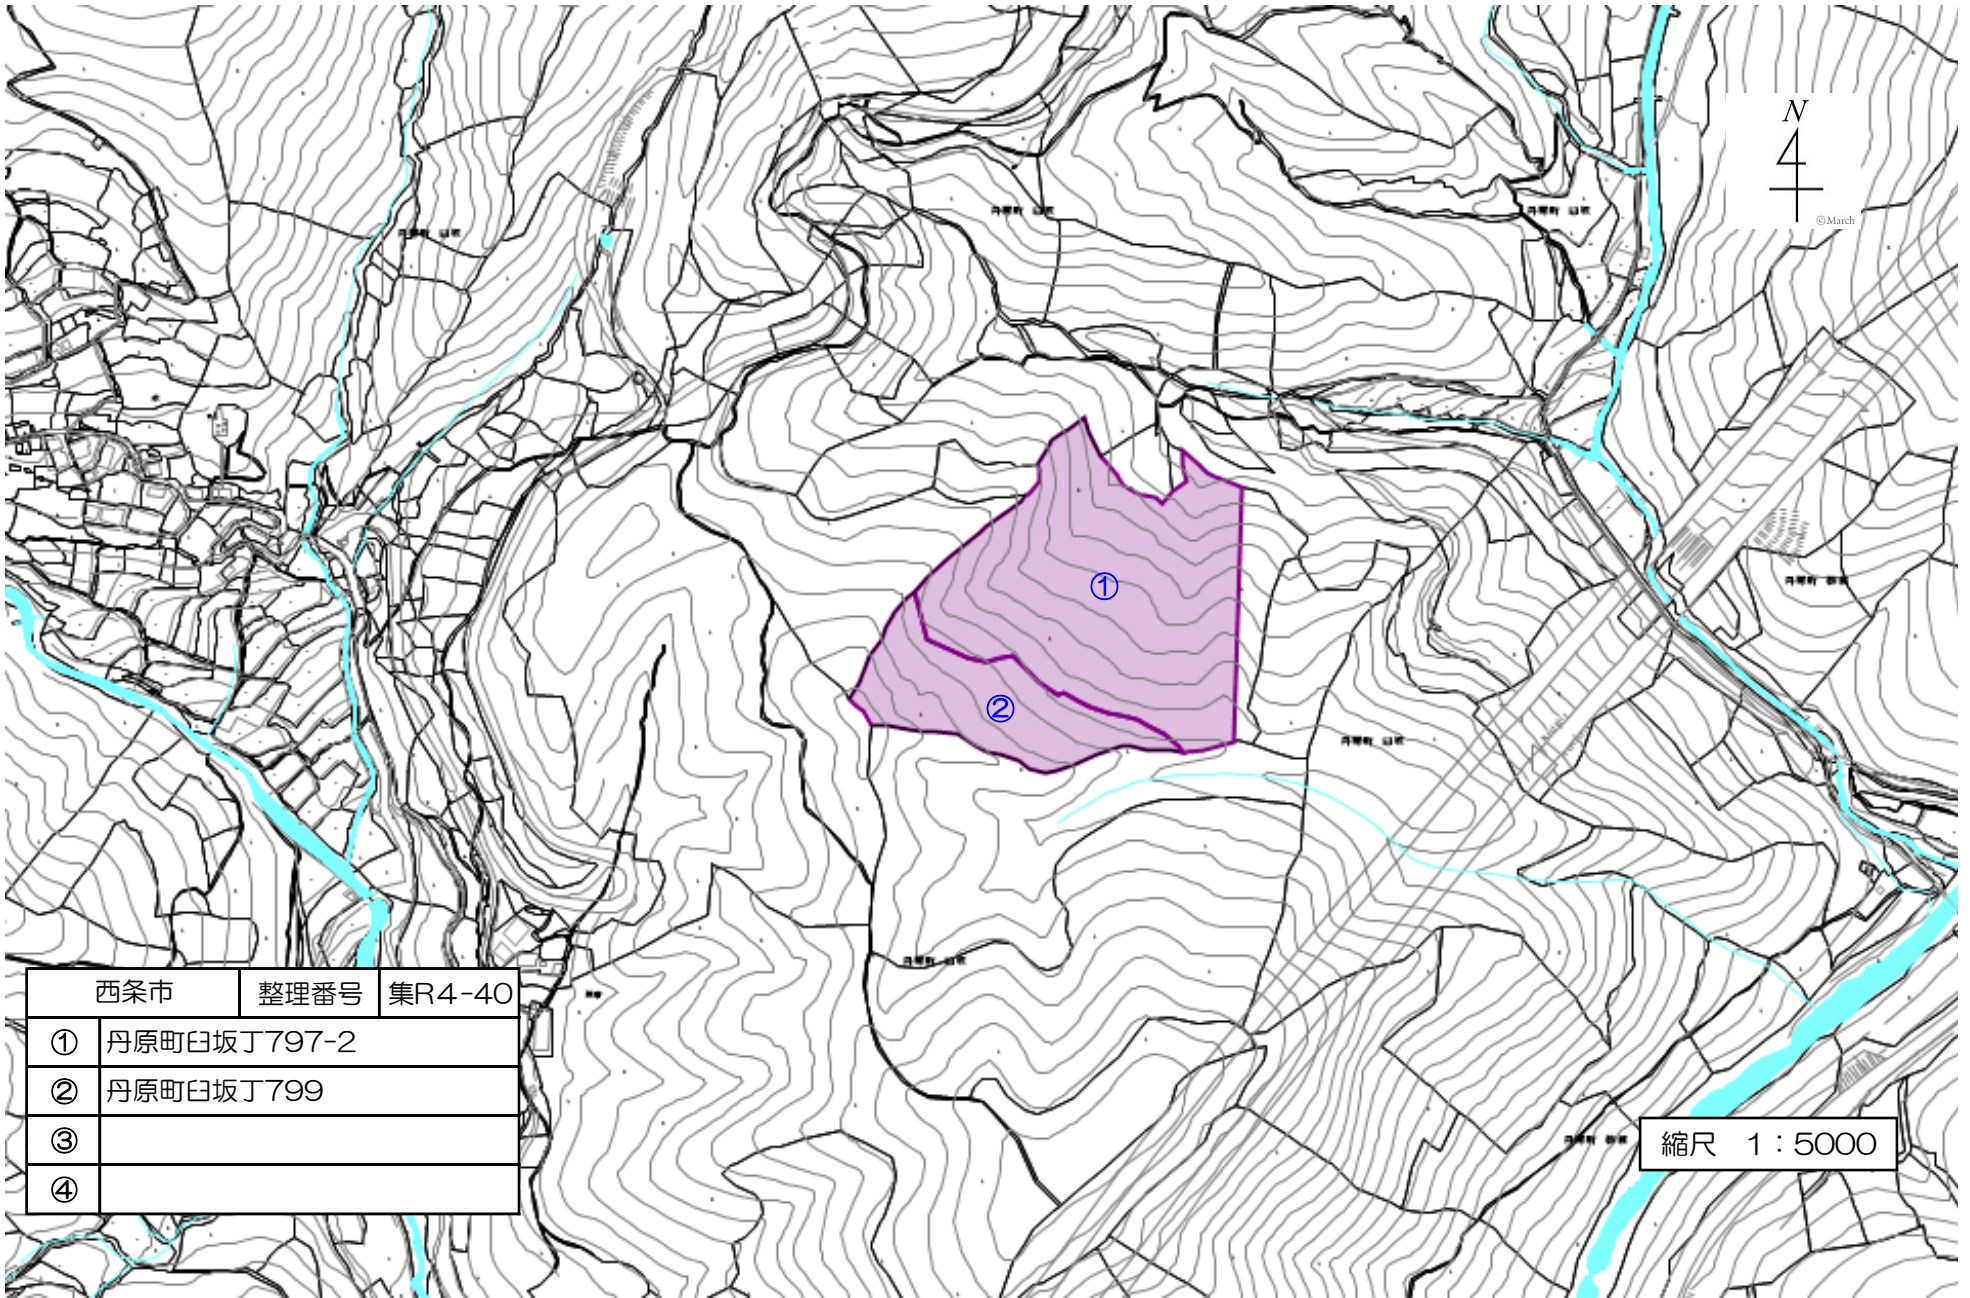 N
©March
①
②
西条市 整理番号 集R4-40
① 丹原町臼坂丁797-2
② 丹原町臼坂丁799
③
④
縮尺 1：5000